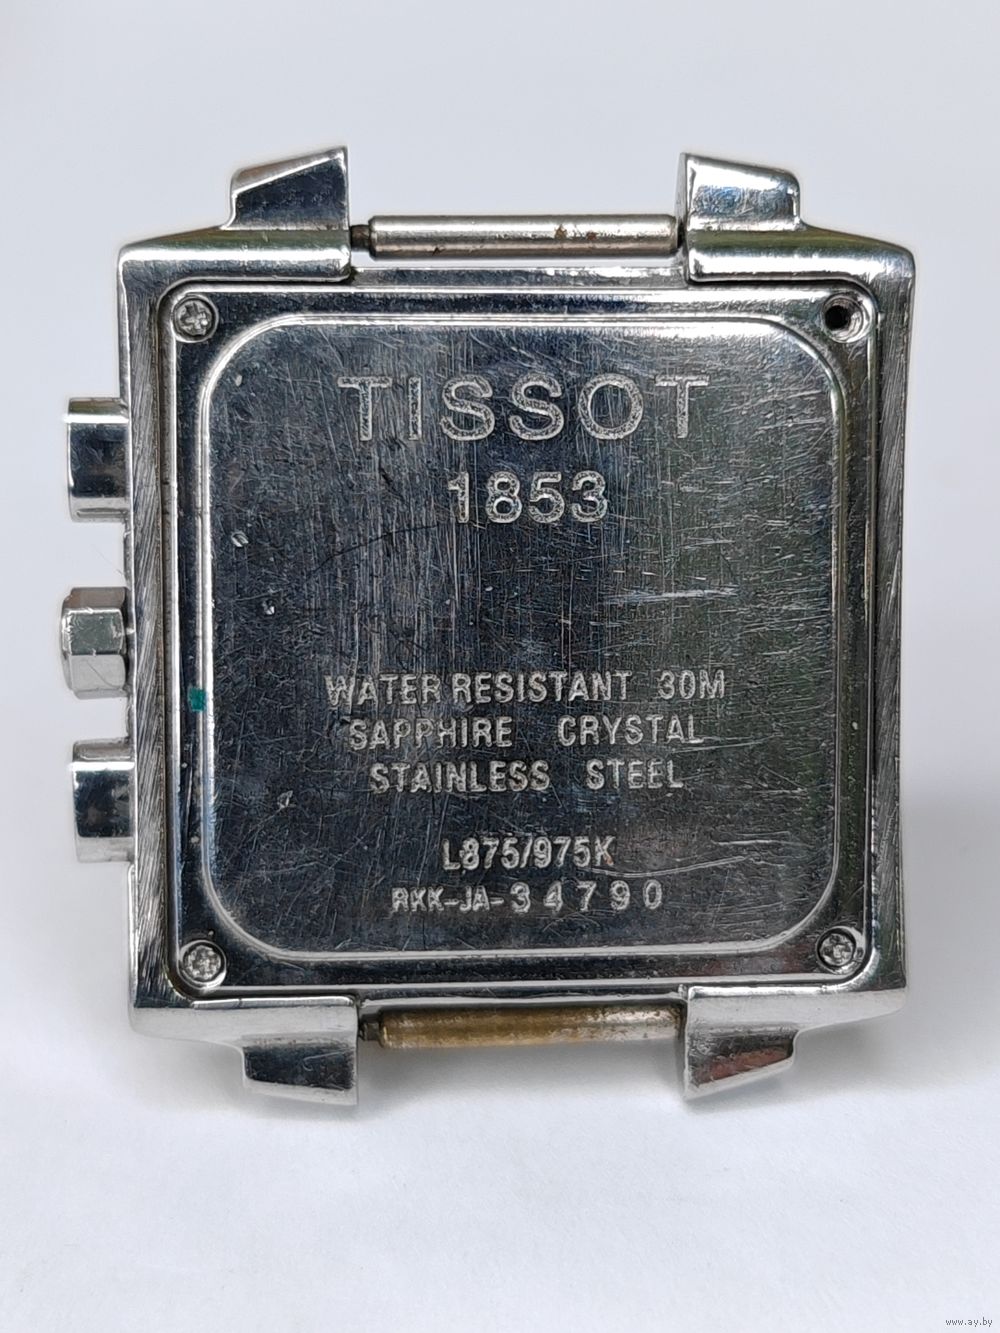 TISSOT
1853
WATER RESISTANT 30M
SAPPHIRE CRYSTAL
STAINLESS STEEL
L875/975K
RKK-JA-34790
www.ay.by